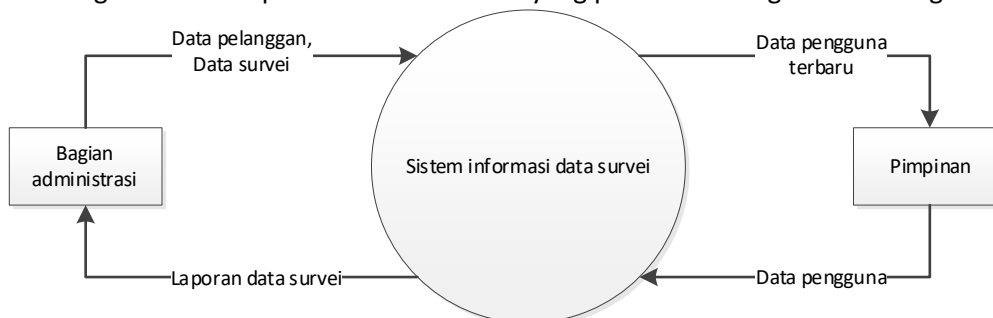 Data pelanggan,
Data survei
Data pengguna
terbaru
Bagian
administrasi
Sistem informasi data survei
Pimpinan
Laporan data survei
Data pengguna